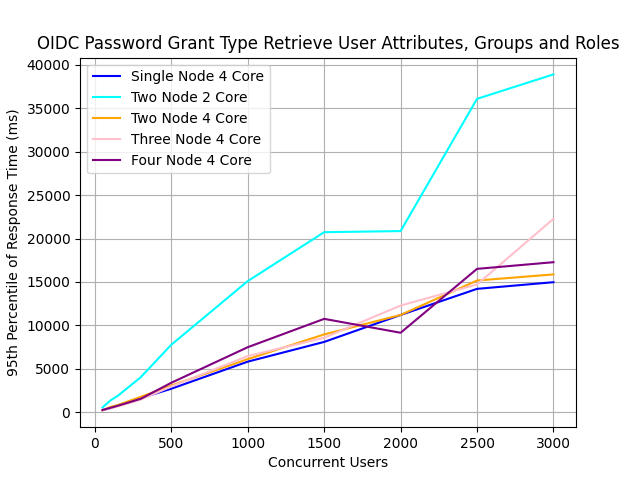 OIDC Password Grant Type Retrieve User Attributes, Groups and Roles
40000
35000
30000
25000
20000
15000
10000
5000
0
95th Percentile of Response Time (ms)
Single Node 4 Core
Two Node 2 Core
Two Node 4 Core
Three Node 4 Core
Four Node 4 Core
0 500 1000 1500 2000 2500 3000
Concurrent Users